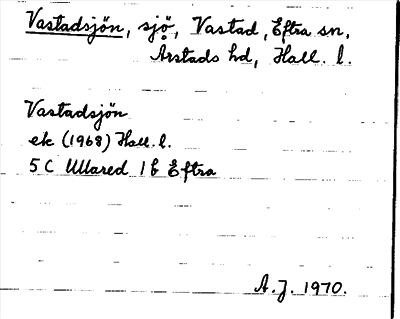 Vastadsjön, sjö, Vastad, Eftra sn,
Årstads hd, Hall. l.
Vastadsjön
ek (1968) Hall. l.
5 C Ullared 1 b Eftra
A.J. 1970.